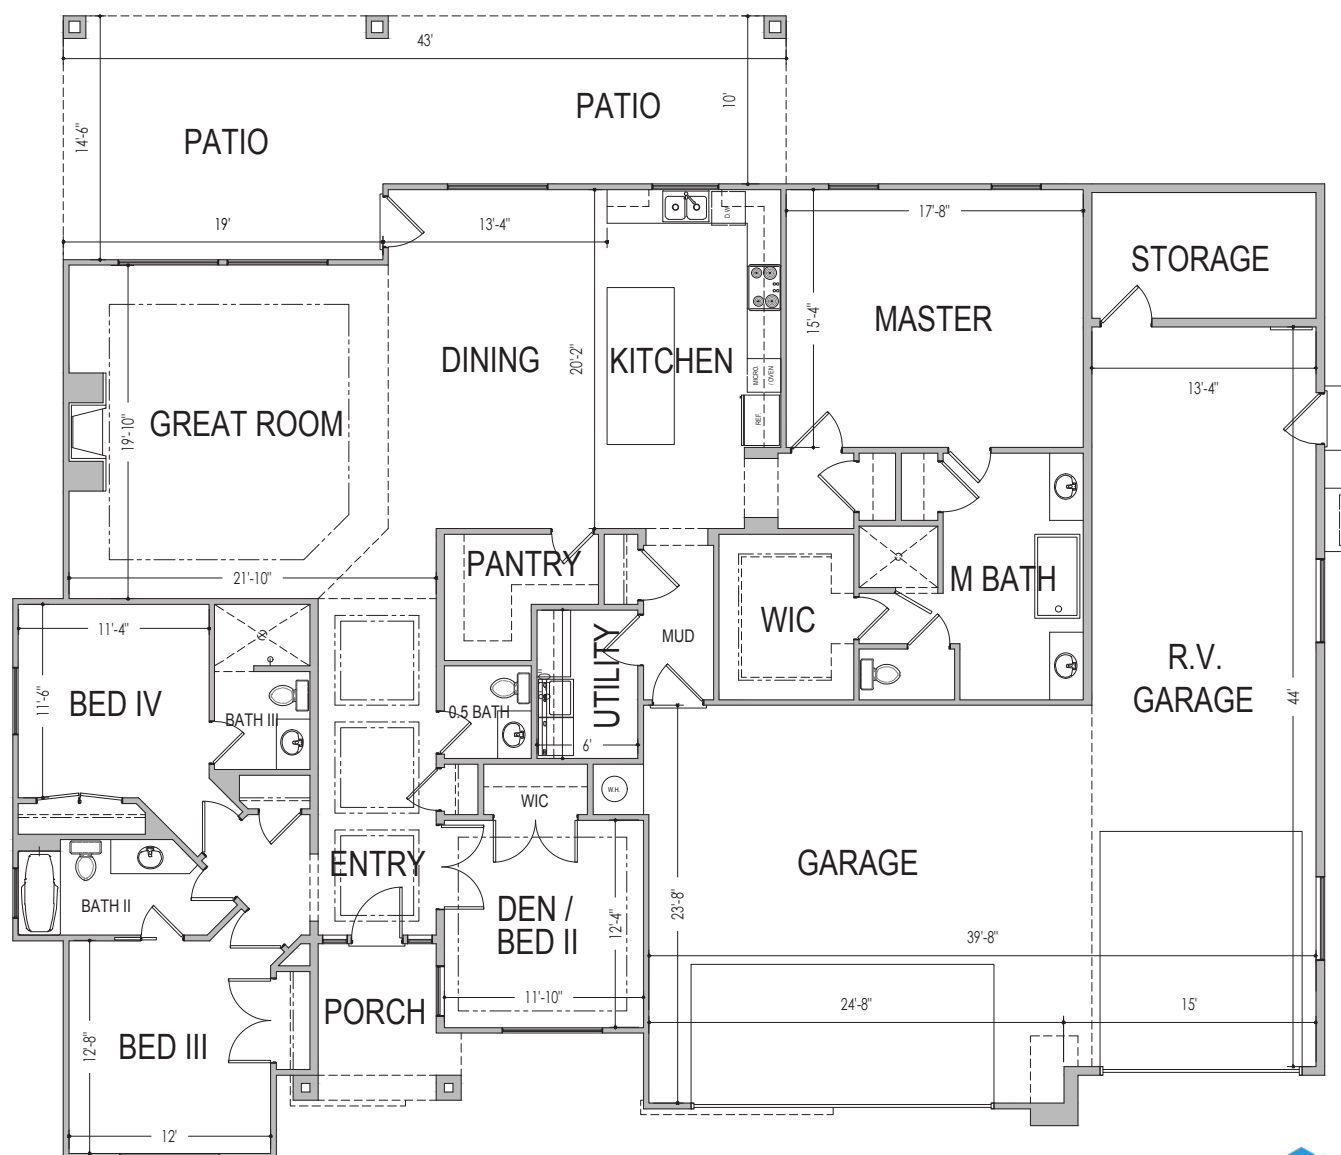 43'
PATIO
10'
14'-6"
PATIO
19'
13'-4"
D.W.
17'-8"
STORAGE
15'-4"
MASTER
DINING
20'-2"
KITCHEN
MICRO.
/ OVEN
REF.
13'-4"
GREAT ROOM
19'-10"
21'-10"
PANTRY
M BATH
WIC
MUD
UTILITY
11'-4"
11'-6"
BED IV
BATH III
0.5 BATH
6'
R.V.
GARAGE
44'
W.H.
WIC
ENTRY
GARAGE
BATH II
DEN /
BED II
12'-4"
23'-8"
39'-8"
11'-10"
24'-8"
15'
PORCH
BED III
12'-8"
12'